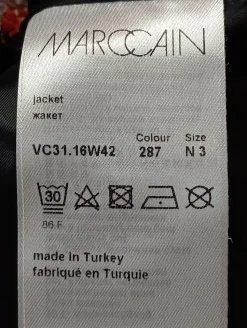 MARCCAIN
jacket
жакет
Colour Size
VC31.16W42 287 N 3
30
86 F
made in Turkey
fabriqué en Turquie